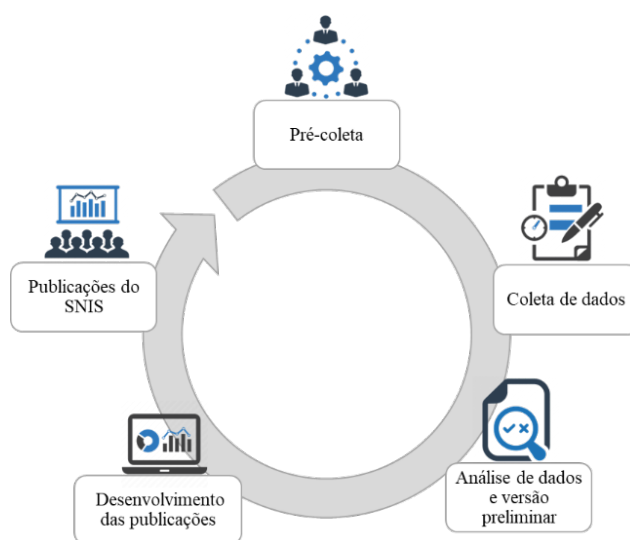 Pré-coleta
Coleta de dados
Análise de dados
e versão
preliminar
Desenvolvimento
das publicações
Publicações do
SNIS